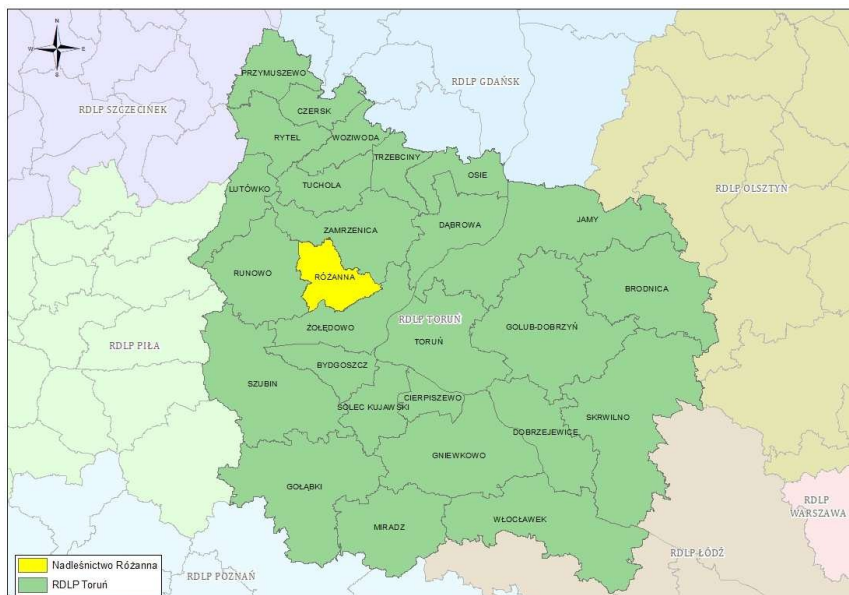 N
W E
S
PRZYMUSZEWO
RDLP GDAŃSK
RDLP SZCZECINEK
CZERSK
RYTEL
WOZIWODA
TRZEBCINY
OSIE
LUTÓWKO
TUCHOLA
RDLP OLSZTYN
JAMY
DĄBROWA
ZAMRZENICA
RUNOWO
RÓŻANNA
BRODNICA
RDLP TORUŃ
ŻOŁĘDOWO
GOLUB-DOBRZYŃ
TORUŃ
RDLP PIŁA
BYDGOSZCZ
SZUBIN
CIERPISZEWO
SOLEC KUJAWSKI
SKRWILNO
DOBRZEJEWICE
GNIEWKOWO
GOŁĄBKI
RDLP
WARSZAWA
WŁOCŁAWEK
MIRADZ
RDLP ŁÓDŹ
RDLP POZNAŃ
Nadleśnictwo Różanna
RDLP Toruń